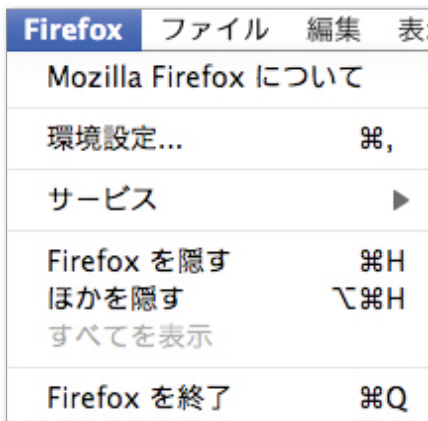 Firefox ファイル 編集
Mozilla Firefox について
環境設定... ⌘,
サービス ▶
Firefox を隠す ⌘H
ほかを隠す ⌥⌘H
すべてを表示
Firefox を終了 ⌘Q